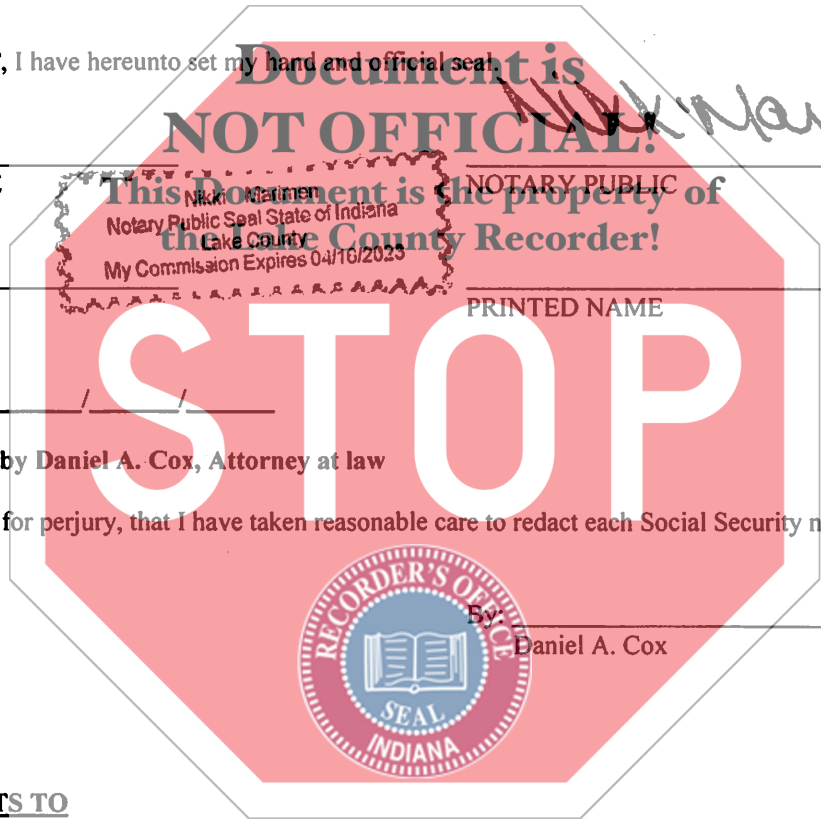 , I have hereunto set my hand and official seal.
Document is
NOT OFFICIAL!
This Document is the property of
the Lake County Recorder!
Nikki
Notary Public Seal State of Indiana
Lake County
My Commission Expires 04/16/2023
NOTARY PUBLIC
PRINTED NAME
STOP
/ /
by Daniel A. Cox, Attorney at law
for perjury, that I have taken reasonable care to redact each Social Security n
By:
Daniel A. Cox
RECORDER'S OFFICE
SEAL
INDIANA
TS TO